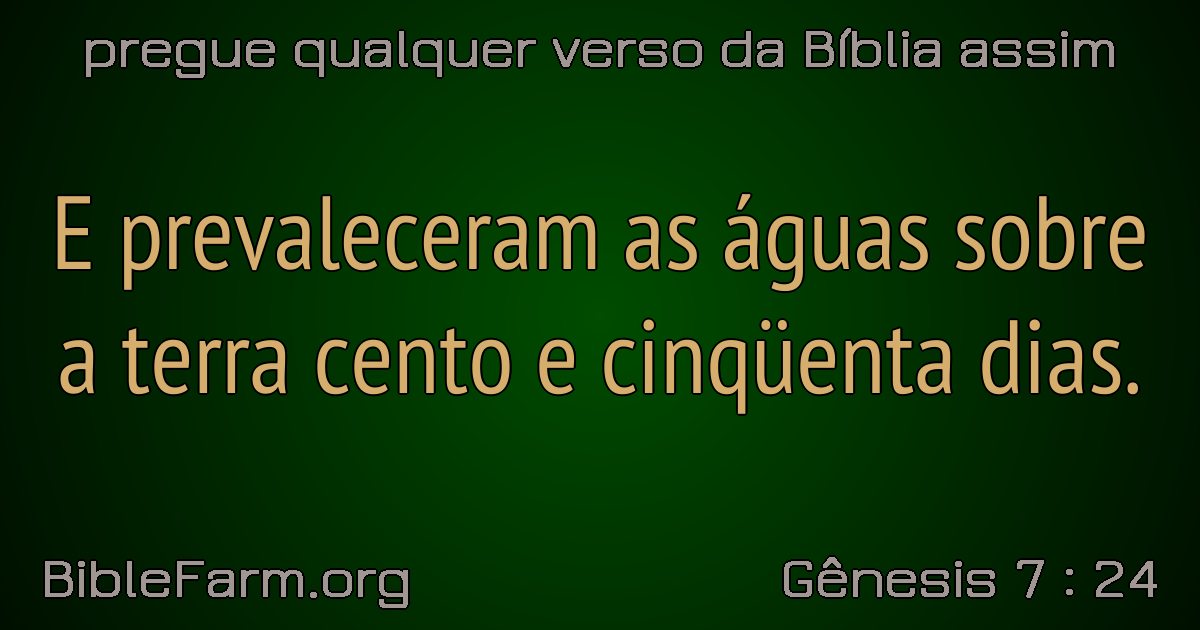 pregue qualquer verso da Bíblia assim
E prevaleceram as águas sobre
a terra cento e cinqüenta dias.
BibleFarm.org
Gênesis 7 : 24